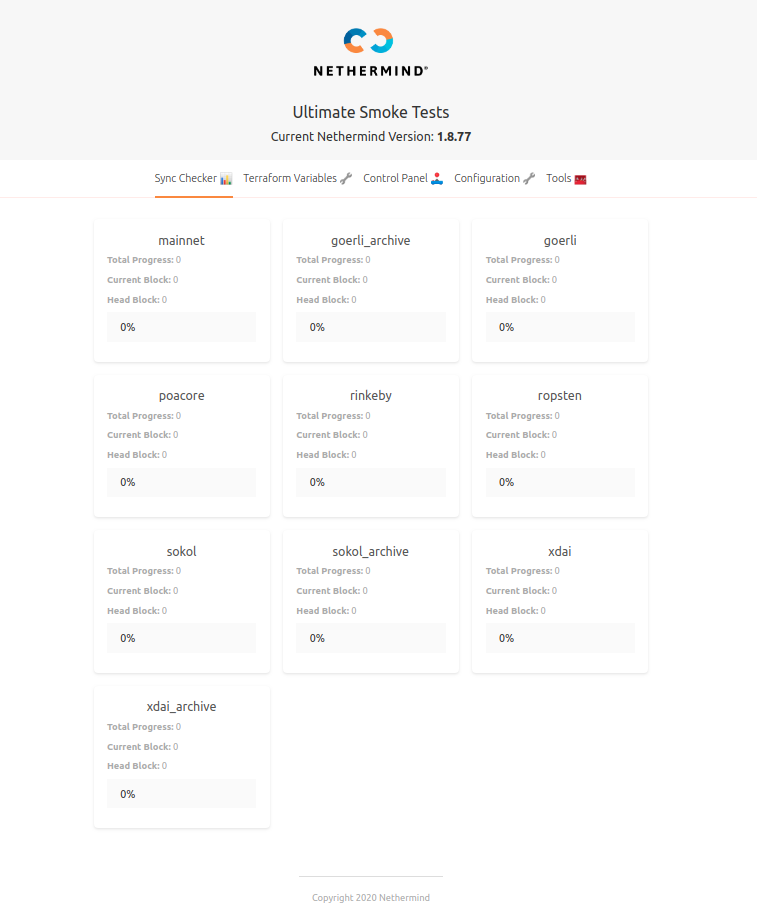 NETHERMIND®
Ultimate Smoke Tests
Current Nethermind Version: 1.8.77
Sync Checker Terraform Variables Control Panel Configuration Tools
mainnet
Total Progress: 0
Current Block: 0
Head Block: 0
0%
goerli_archive
Total Progress: 0
Current Block: 0
Head Block: 0
0%
goerli
Total Progress: 0
Current Block: 0
Head Block: 0
0%
poacore
Total Progress: 0
Current Block: 0
Head Block: 0
0%
rinkeby
Total Progress: 0
Current Block: 0
Head Block: 0
0%
ropsten
Total Progress: 0
Current Block: 0
Head Block: 0
0%
sokol
Total Progress: 0
Current Block: 0
Head Block: 0
0%
sokol_archive
Total Progress: 0
Current Block: 0
Head Block: 0
0%
xdai
Total Progress: 0
Current Block: 0
Head Block: 0
0%
xdai_archive
Total Progress: 0
Current Block: 0
Head Block: 0
0%
Copyright 2020 Nethermind